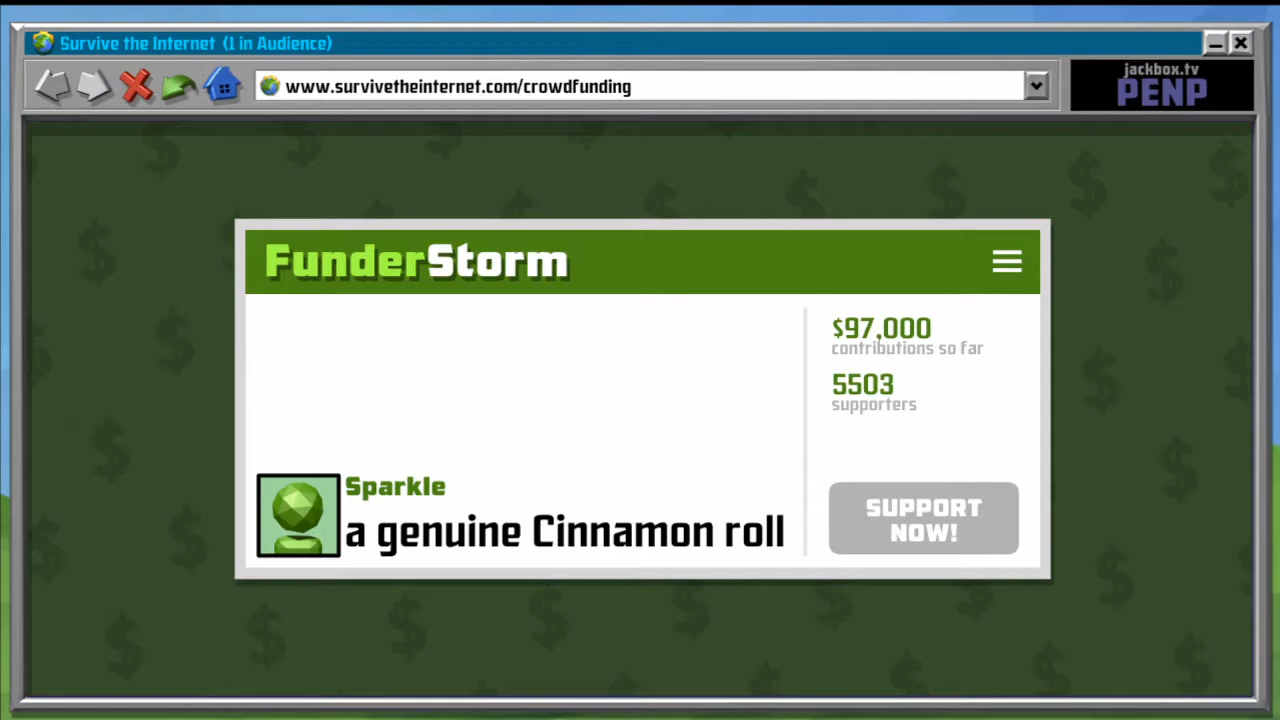 Survive the Internet (1 in Audience)
www.survivetheinternet.com/crowdfunding
jackbox.tv
PENP
FunderStorm
$97,000
contributions so far
5503
supporters
Sparkle
a genuine Cinnamon roll
SUPPORT
NOW!